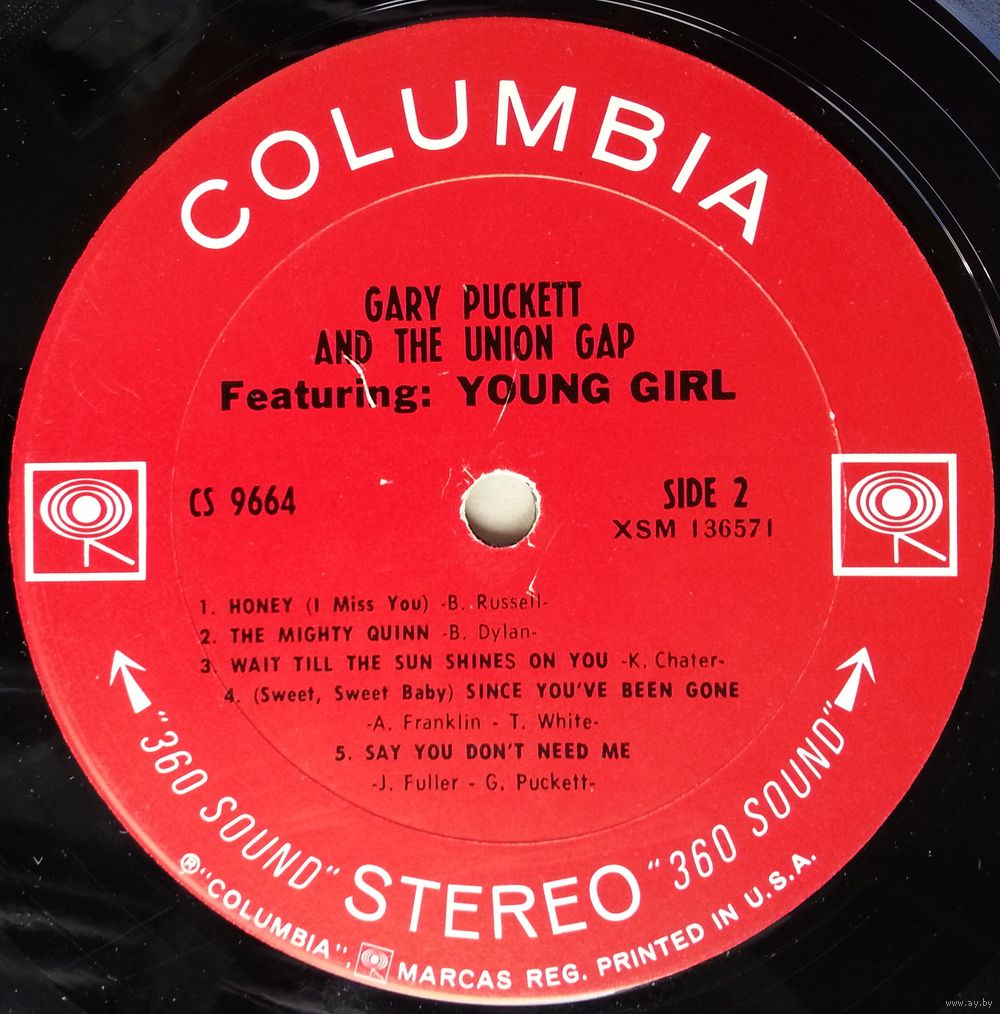 COLUMBIA
GARY PUCKETT
AND THE UNION GAP
Featuring: YOUNG GIRL
CS 9664
SIDE 2
XSM 136571
1. HONEY (I Miss You) -B. Russell-
2. THE MIGHTY QUINN -B. Dylan-
3. WAIT TILL THE SUN SHINES ON YOU -K. Chater-
4. (Sweet, Sweet Baby) SINCE YOU'VE BEEN GONE
-A. Franklin - T. White-
5. SAY YOU DON'T NEED ME
-J. Fuller - G. Puckett-
"360 SOUND" STEREO "360 SOUND"
® "COLUMBIA", MARCAS REG. PRINTED IN U.S.A.
www.ay.by